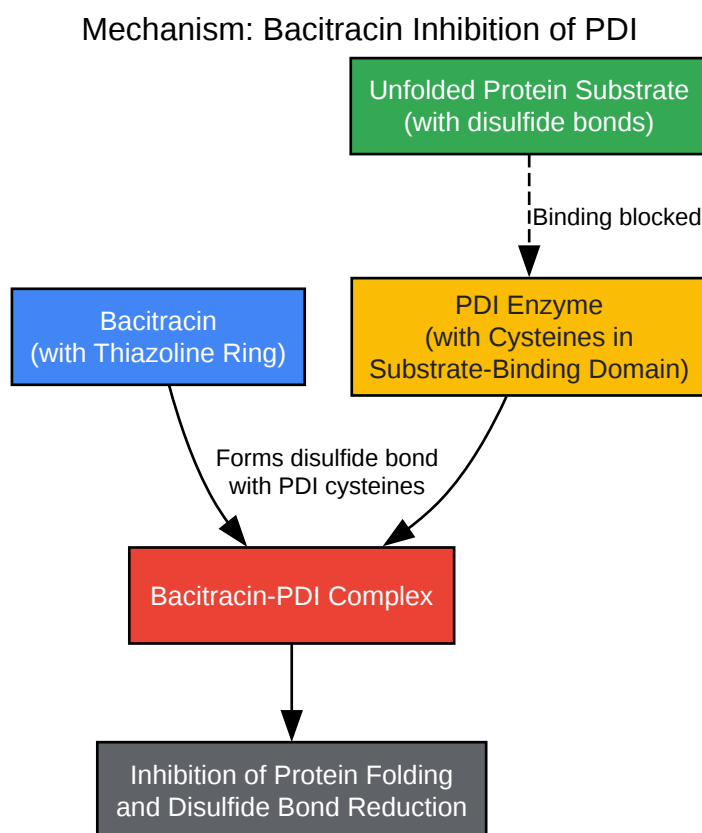 Mechanism: Bacitracin Inhibition of PDI
Unfolded Protein Substrate
(with disulfide bonds)
Binding blocked
Bacitracin
(with Thiazoline Ring)
PDI Enzyme
(with Cysteines in
Substrate-Binding Domain)
Forms disulfide bond
with PDI cysteines
Bacitracin-PDI Complex
Inhibition of Protein Folding
and Disulfide Bond Reduction